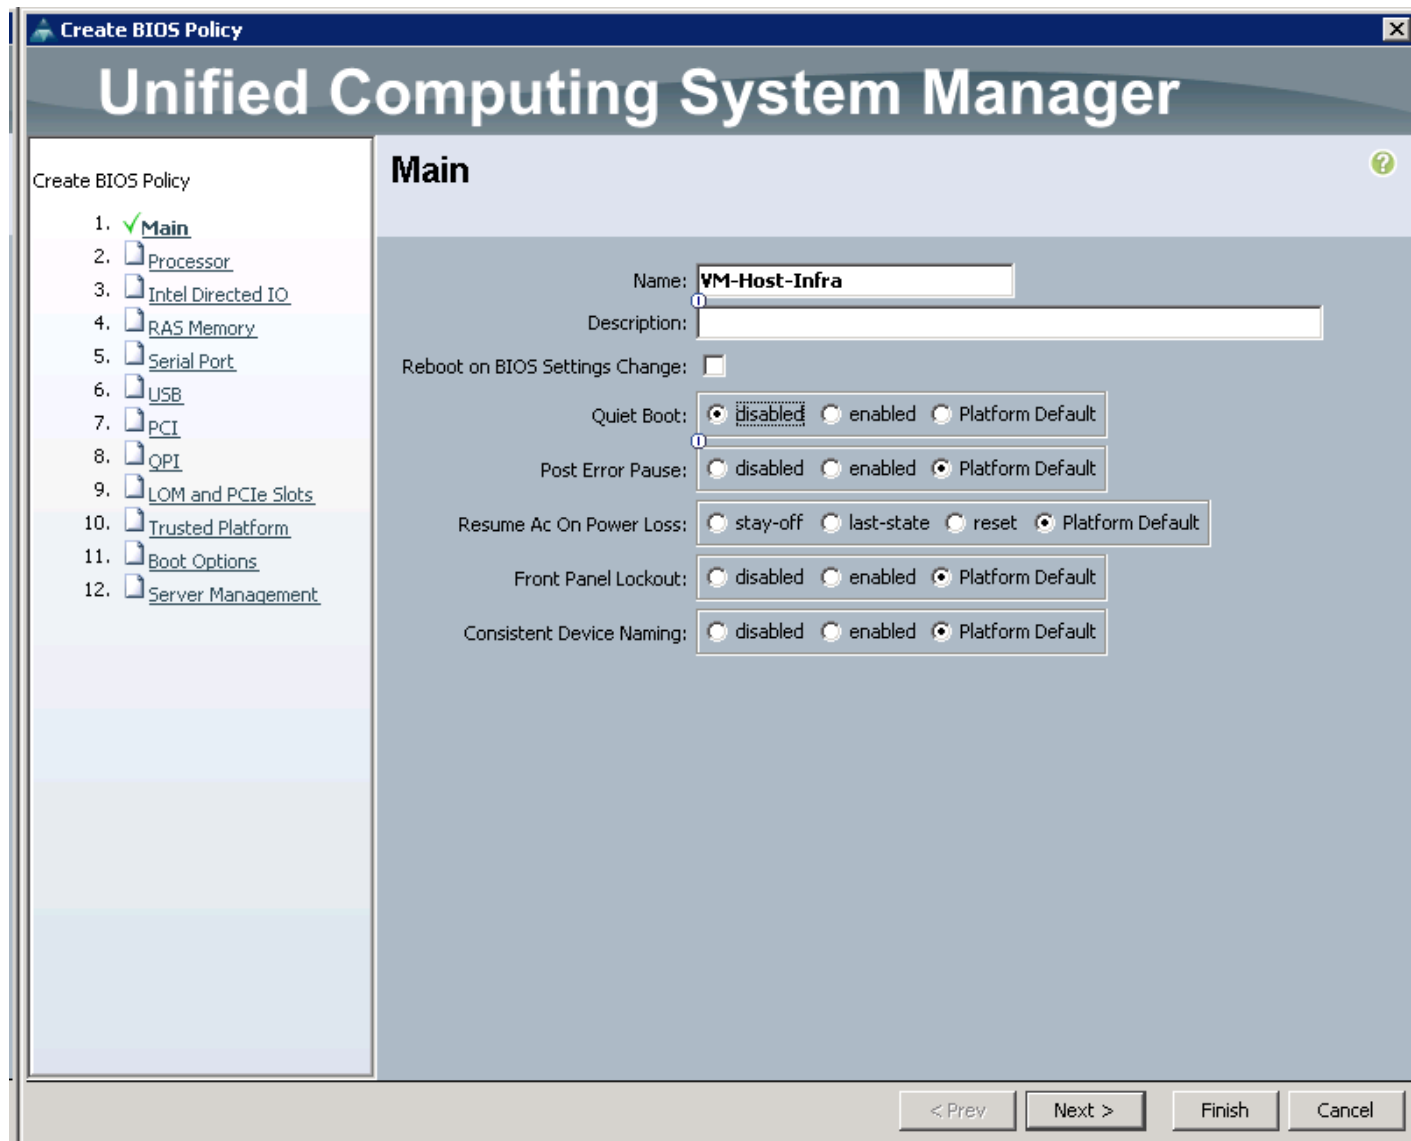 Create BIOS Policy
Unified Computing System Manager
Create BIOS Policy
1. Main
2. Processor
3. Intel Directed IO
4. RAS Memory
5. Serial Port
6. USB
7. PCI
8. QPI
9. LOM and PCIe Slots
10. Trusted Platform
11. Boot Options
12. Server Management
Main
Name: VM-Host-Infra
Description:
Reboot on BIOS Settings Change:
Quiet Boot: disabled enabled Platform Default
Post Error Pause: disabled enabled Platform Default
Resume Ac On Power Loss: stay-off last-state reset Platform Default
Front Panel Lockout: disabled enabled Platform Default
Consistent Device Naming: disabled enabled Platform Default
< Prev Next > Finish Cancel